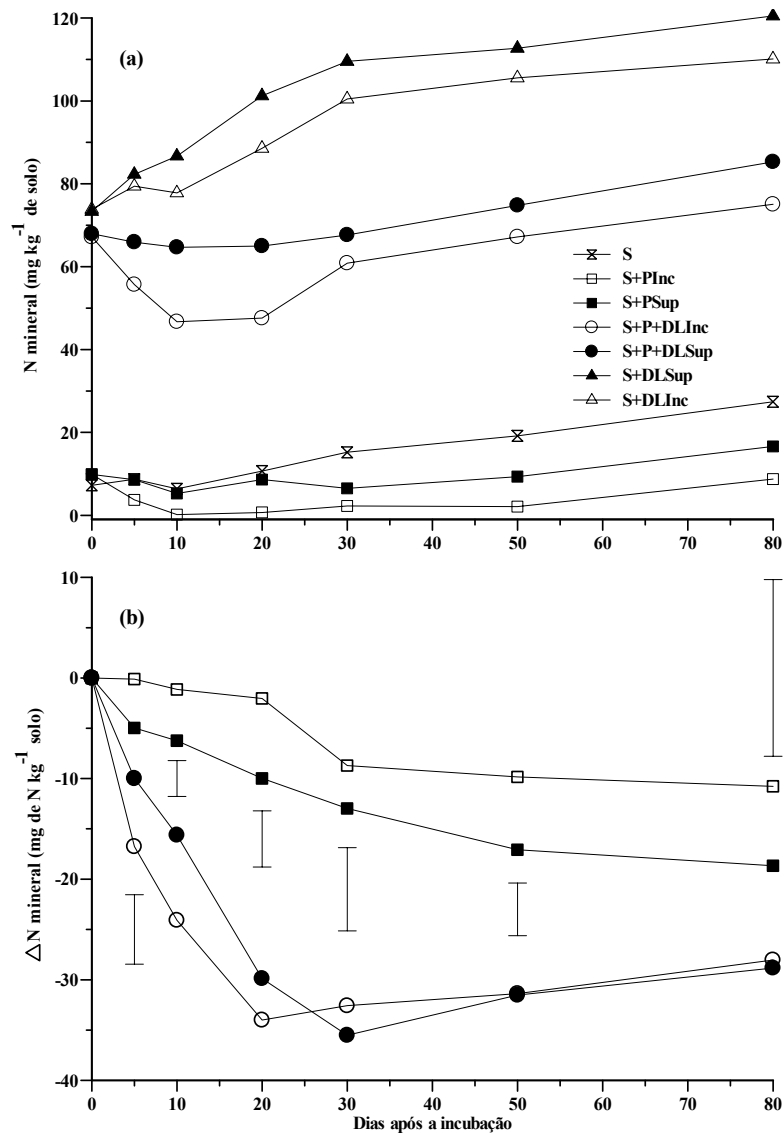 120
(a)
100
80
60
40
20
0
N mineral (mg kg⁻¹ de solo)
S
S+PInc
S+PSup
S+P+DLInc
S+P+DLSup
S+DLSup
S+DLInc
0 10 20 30 40 50 60 70 80
10
(b)
0
-10
-20
-30
-40
△N mineral (mg de N kg⁻¹ solo)
0 10 20 30 40 50 60 70 80
Dias após a incubação